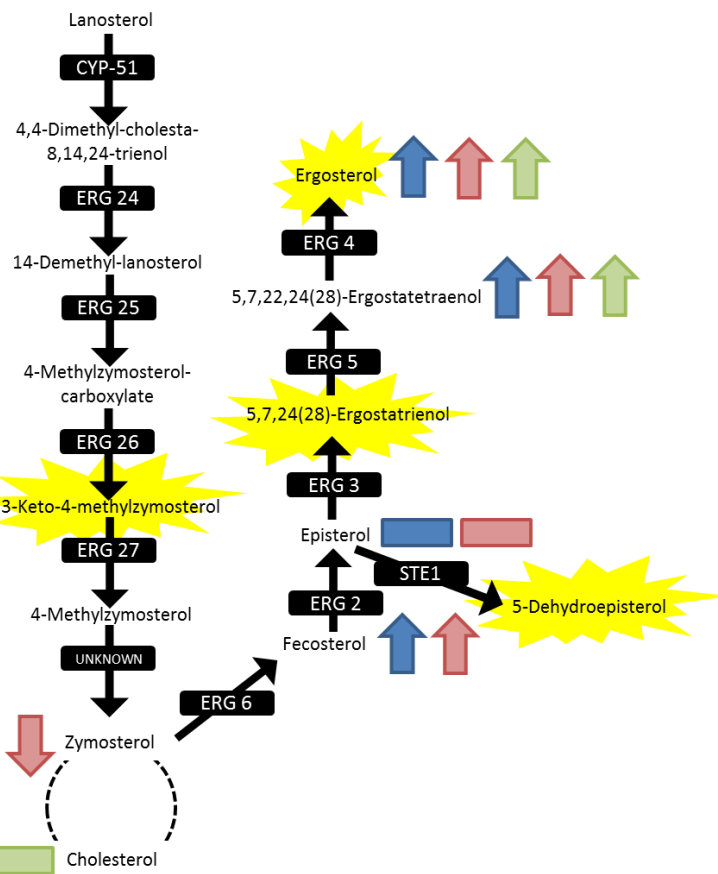 Lanosterol
CYP-51
4,4-Dimethyl-cholesta-
8,14,24-trienol
ERG 24
14-Demethyl-lanosterol
ERG 25
4-Methylzymosterol-
carboxylate
ERG 26
3-Keto-4-methylzymosterol
ERG 27
4-Methylzymosterol
UNKNOWN
Zymosterol
Cholesterol
ERG 6
Fecosterol
ERG 2
Episterol
STE1
5-Dehydroepisterol
ERG 3
5,7,24(28)-Ergostatrienol
ERG 5
5,7,22,24(28)-Ergostatetraenol
ERG 4
Ergosterol